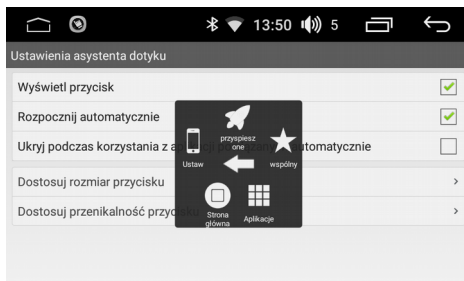 13:50 5
Ustawienia asystenta dotyku
Wyświetl przycisk
Rozpocznij automatycznie
Ukryj podczas korzystania z automatycznie
przyspiesz
one
Ustaw
wspólny
Dostosuj rozmiar przycisku
Dostosuj przenikalność przycisku
Strona
główna
Aplikacje